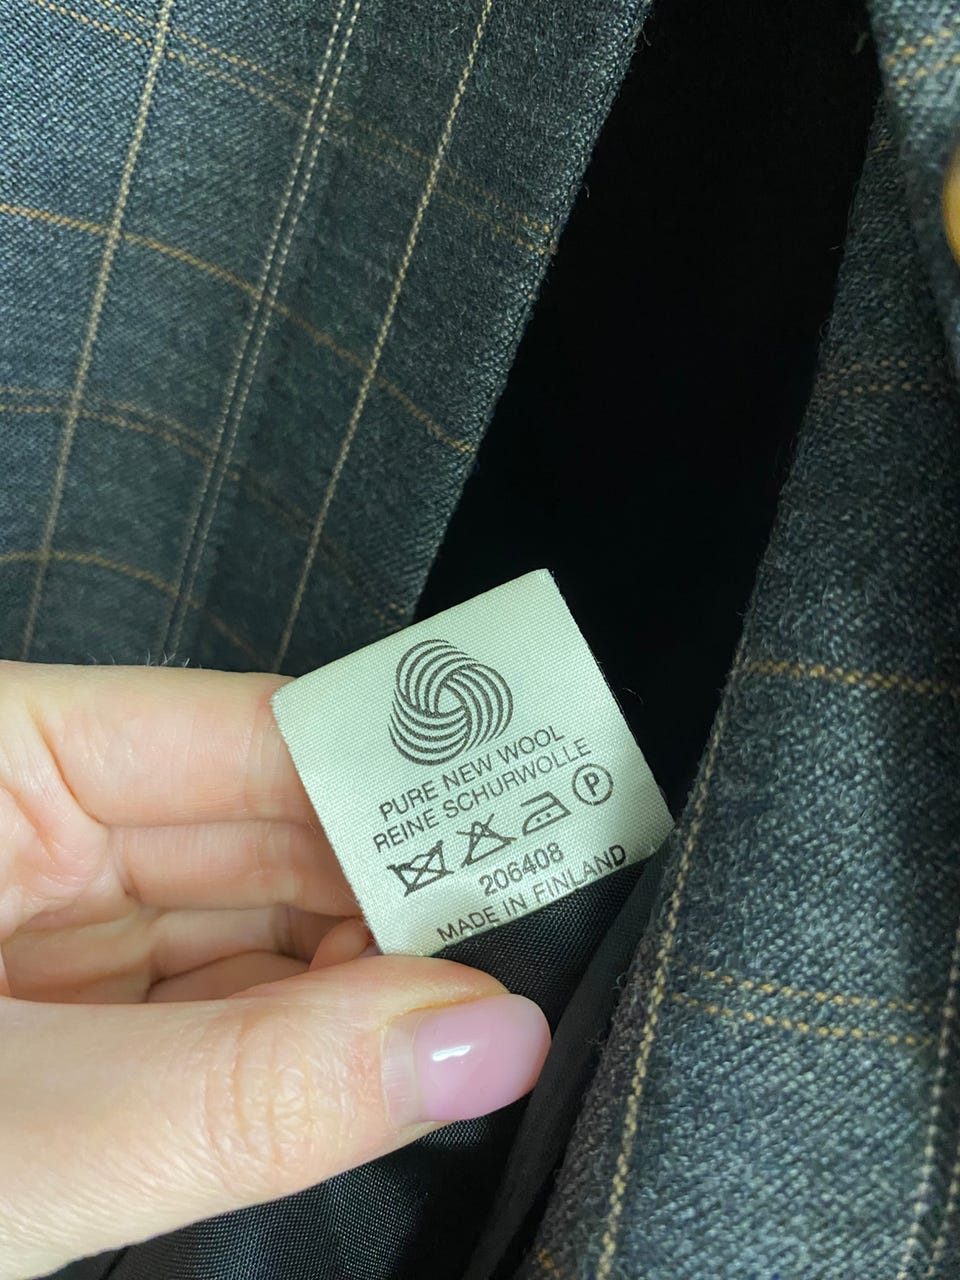 PURE NEW WOOL
REINE SCHURWOLLE
P
206408
MADE IN FINLAND